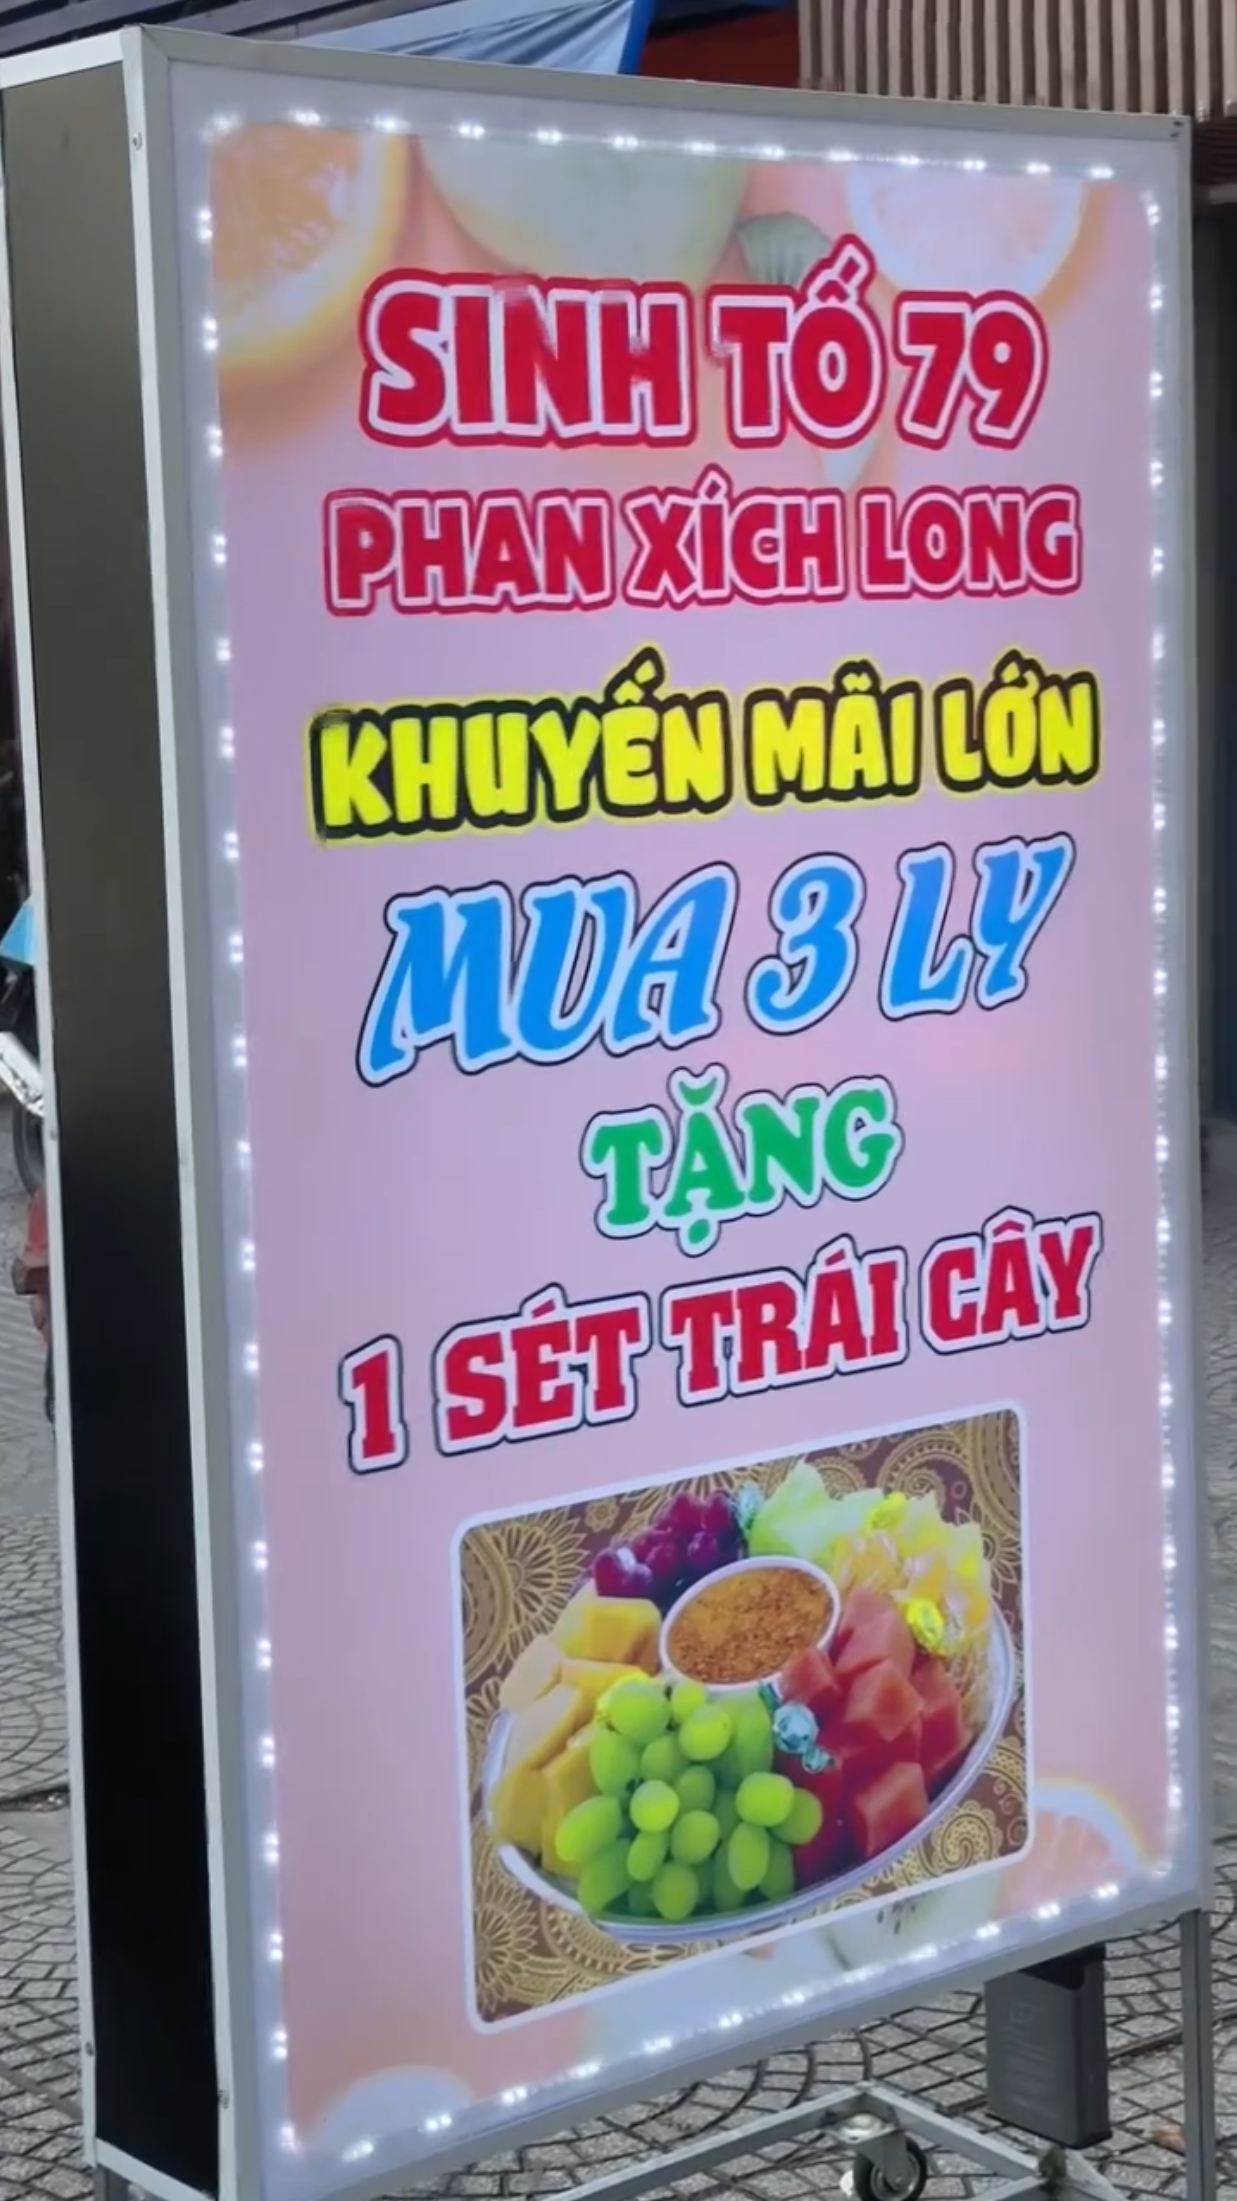 SINH TỐ 79
PHAN XÍCH LONG
KHUYẾN MÃI LỚN
MUA 3 LY
TẶNG
1 SÉT TRÁI CÂY